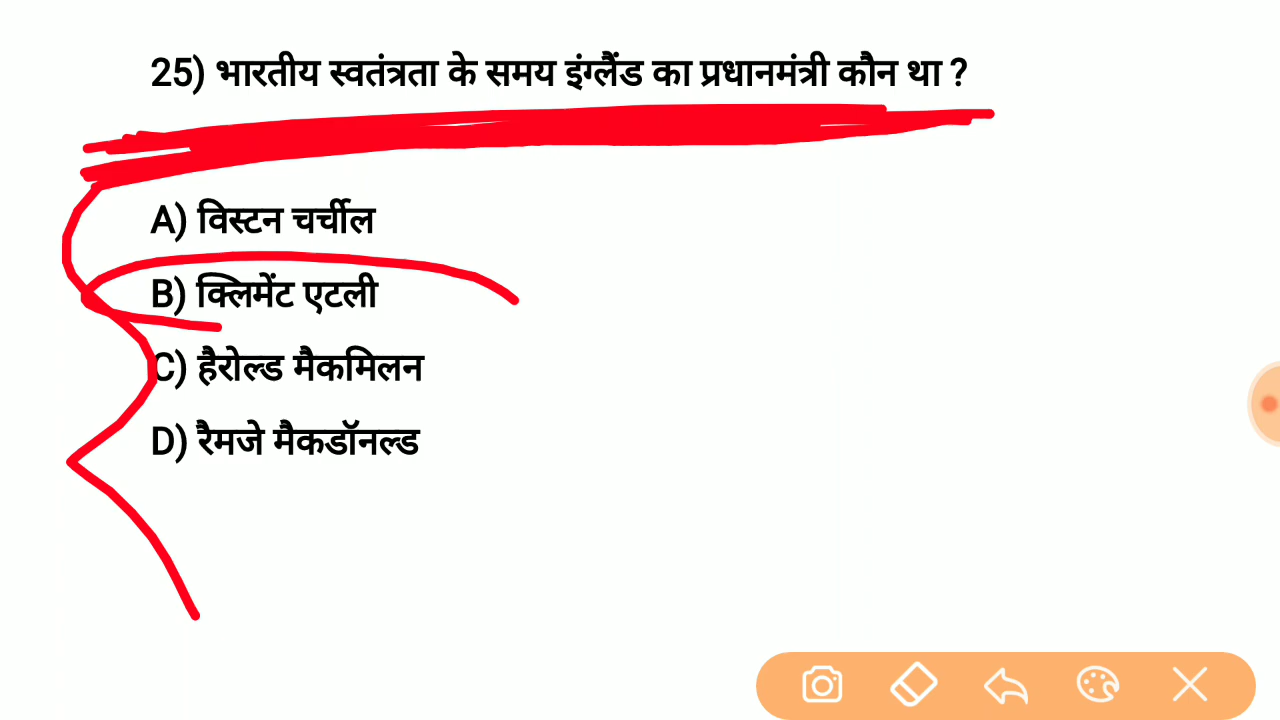 25) भारतीय स्वतंत्रता के समय इंग्लैंड का प्रधानमंत्री कौन था ?
A) विस्टन चर्चील
B) क्लिमेंट एटली
C) हैरोल्ड मैकमिलन
D) रैमजे मैकडॉनल्ड